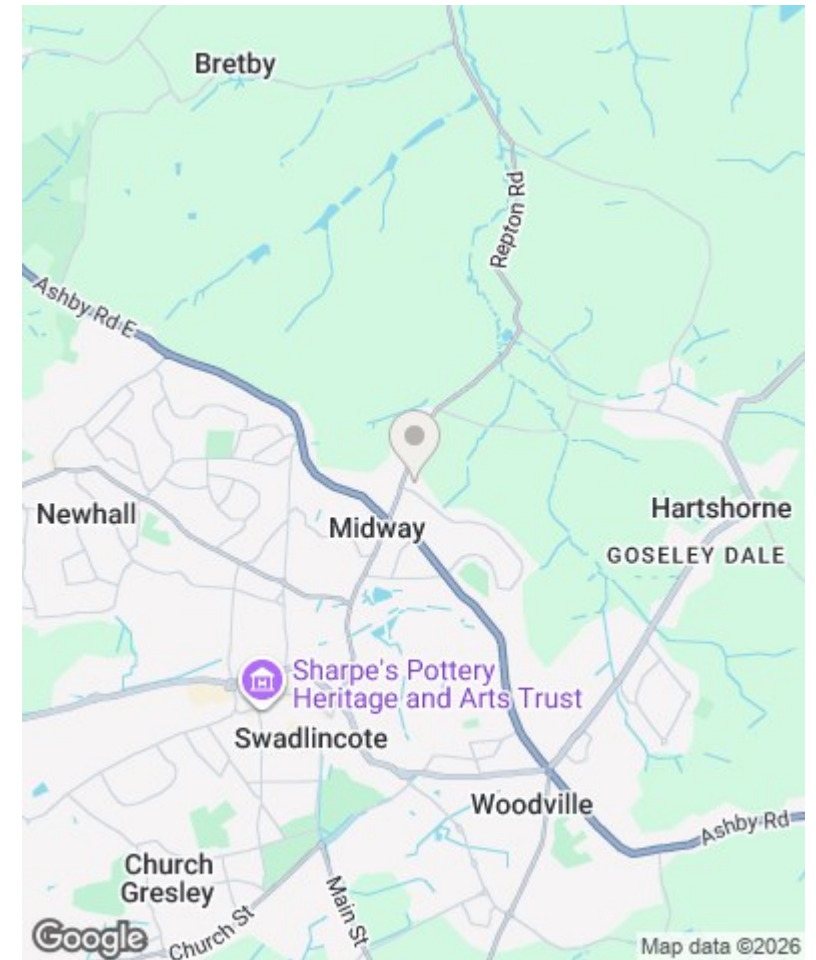 Bretby
Repton Rd
Ashby Rd E
Newhall
Midway
Hartshorne
GOSELEY DALE
Sharpe's Pottery
Heritage and Arts Trust
Swadlincote
Woodville
Ashby Rd
Church
Gresley
Main St
Church St
Google
Map data ©2026